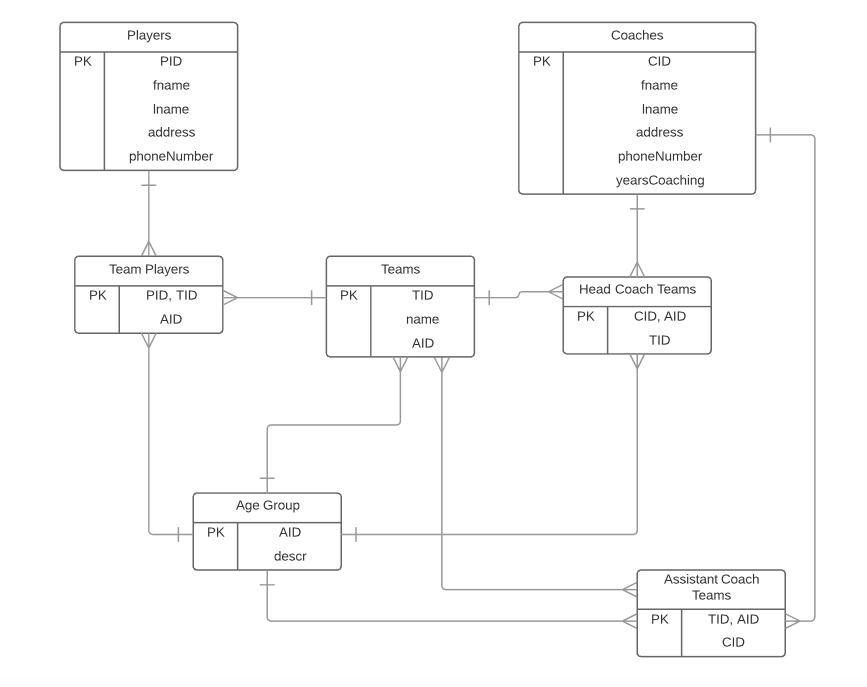 Players
PK PID
fname
lname
address
phoneNumber
Coaches
PK CID
fname
lname
address
phoneNumber
yearsCoaching
Team Players
PK PID, TID
AID
Teams
PK TID
name
AID
Head Coach Teams
PK CID, AID
TID
Age Group
PK AID
descr
Assistant Coach
Teams
PK TID, AID
CID